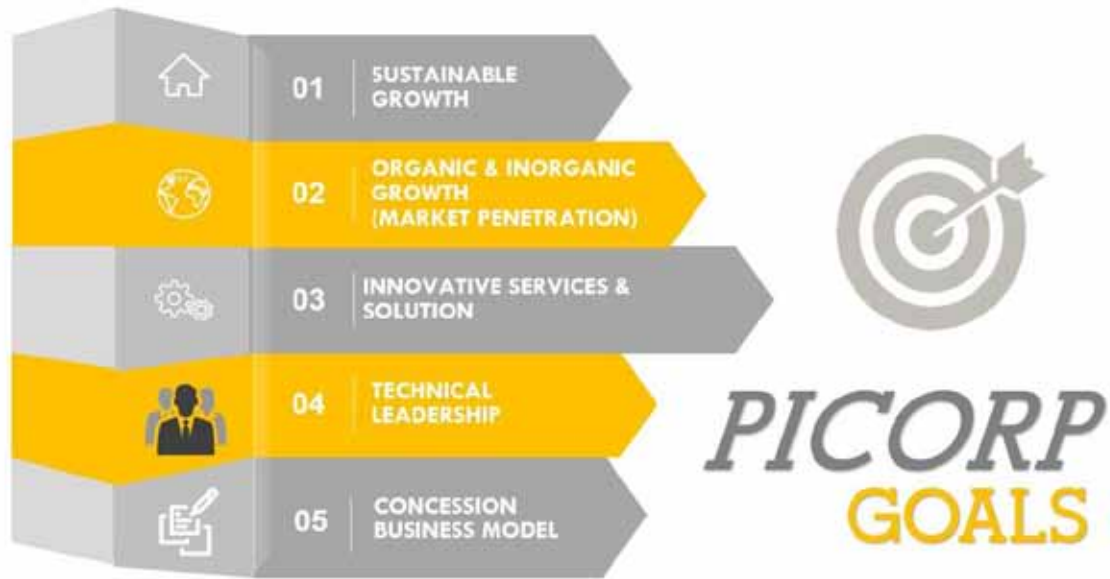 01
SUSTAINABLE
GROWTH
02
ORGANIC & INORGANIC
GROWTH
(MARKET PENETRATION)
03
INNOVATIVE SERVICES &
SOLUTION
04
TECHNICAL
LEADERSHIP
05
CONCESSION
BUSINESS MODEL
PICORP
GOALS